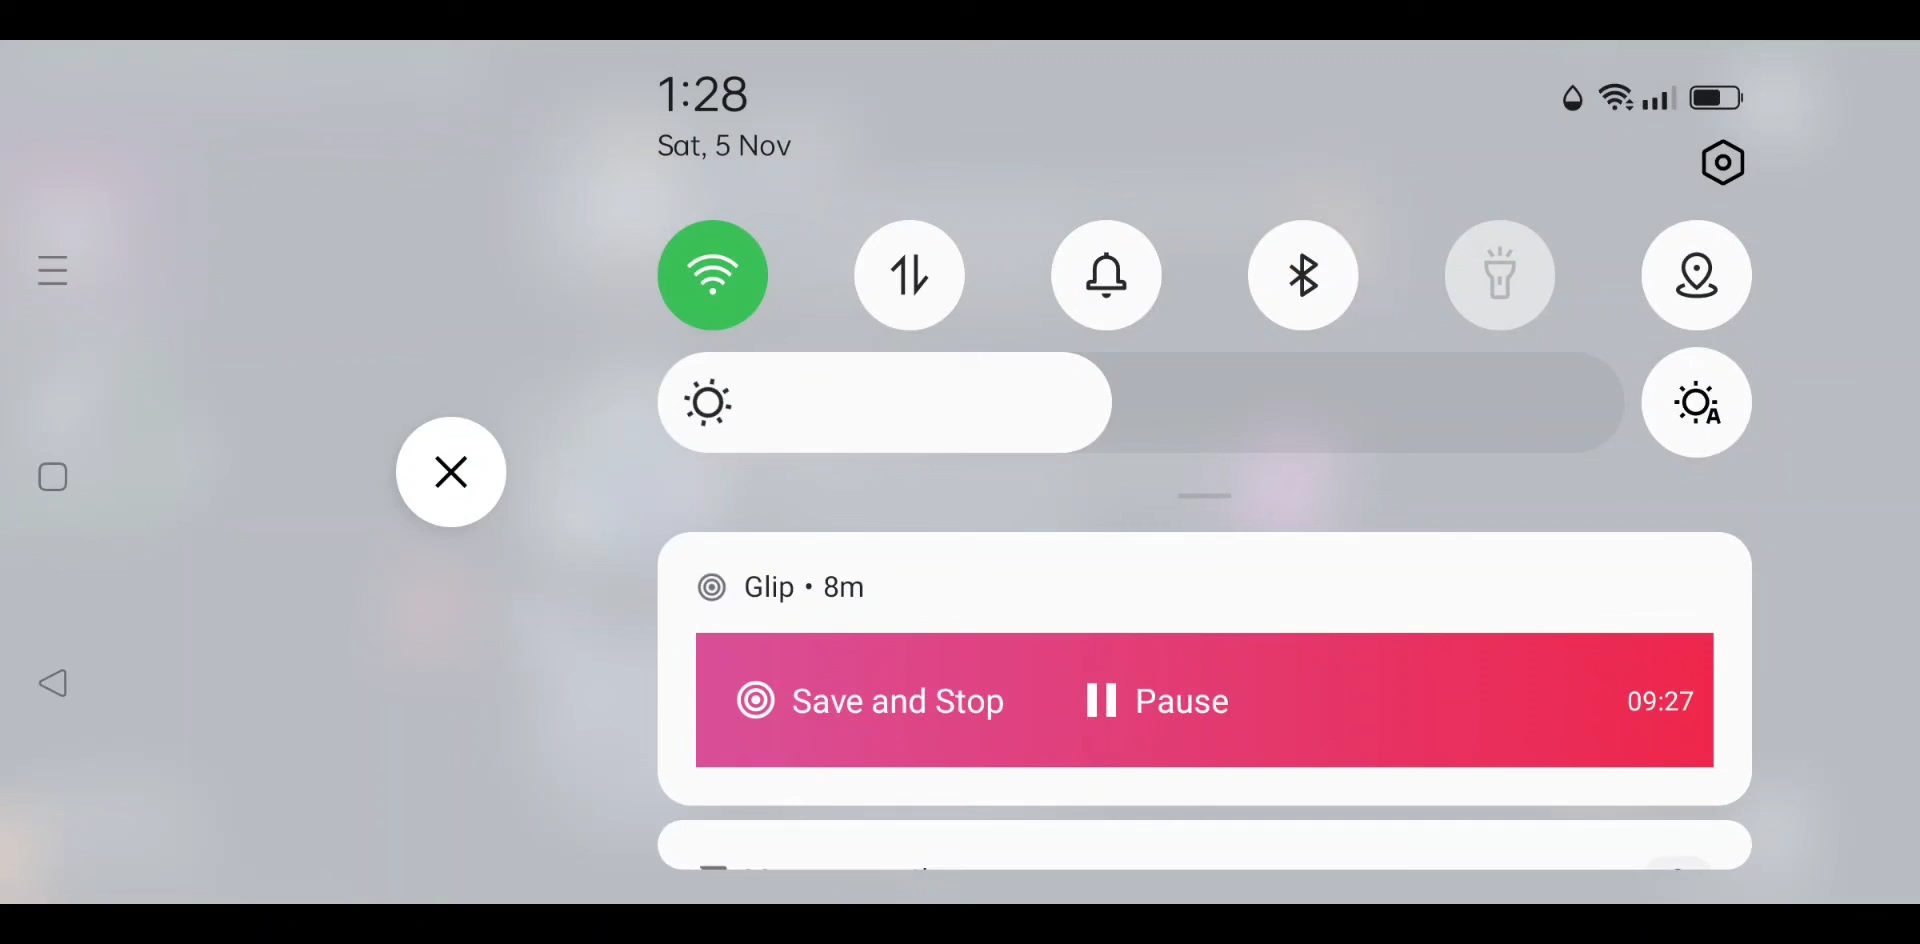 1:28
Sat, 5 Nov
A
Glip • 8m
Save and Stop
Pause
09:27